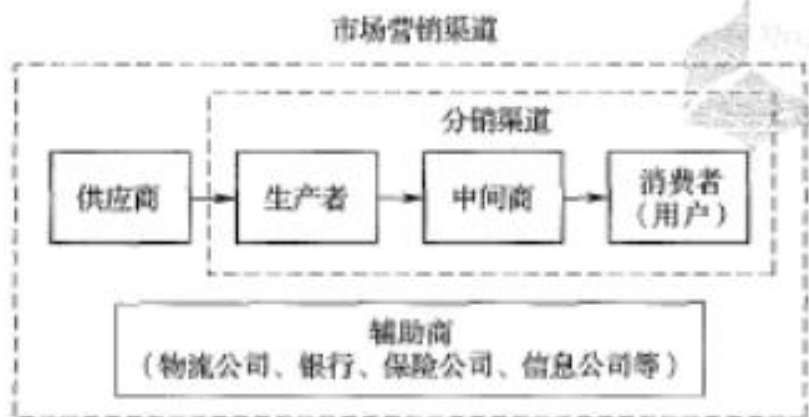 市场营销渠道
分销渠道
供应商
生产者
中间商
消费者
(用户)
辅助商
(物流公司、银行、保险公司、信息公司等)